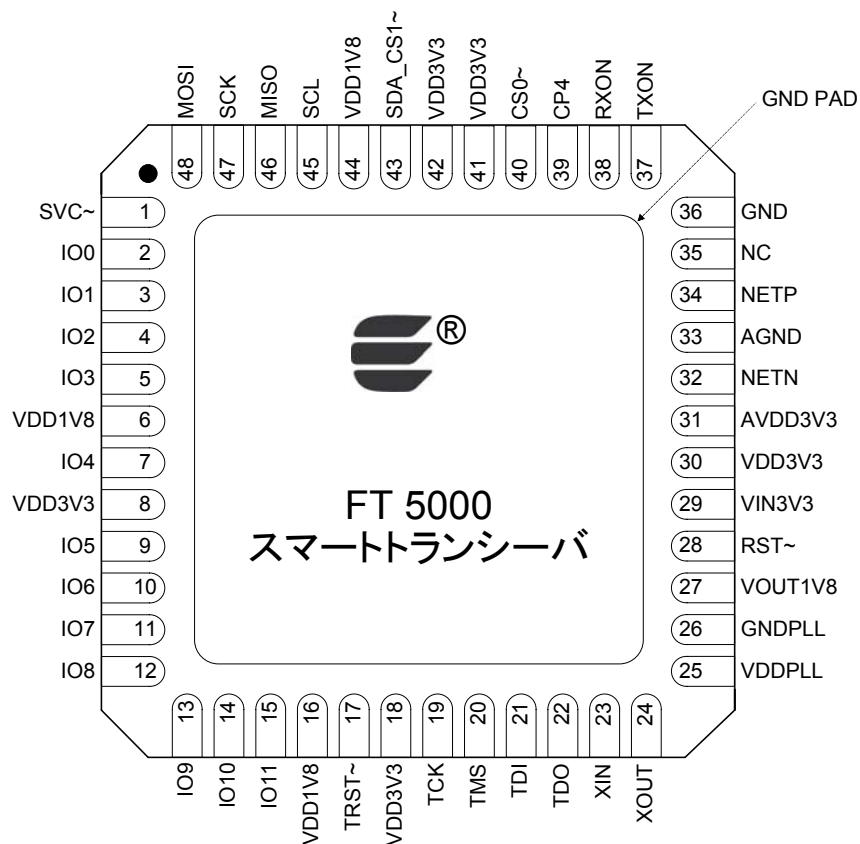 MOSI
SCK
MISO
SCL
VDD1V8
SDA_CS1~
VDD3V3
VDD3V3
CS0~
CP4
RXON
TXON
GND PAD
48
47
46
45
44
43
42
41
40
39
38
37
SVC~ 1
IO0 2
IO1 3
IO2 4
IO3 5
VDD1V8 6
IO4 7
VDD3V3 8
IO5 9
IO6 10
IO7 11
IO8 12
®
FT 5000
スマートトランシーバ
36 GND
35 NC
34 NETP
33 AGND
32 NETN
31 AVDD3V3
30 VDD3V3
29 VIN3V3
28 RST~
27 VOUT1V8
26 GNDPLL
25 VDDPLL
13
14
15
16
17
18
19
20
21
22
23
24
IO9
IO10
IO11
VDD1V8
TRST~
VDD3V3
TCK
TMS
TDI
TDO
XIN
XOUT